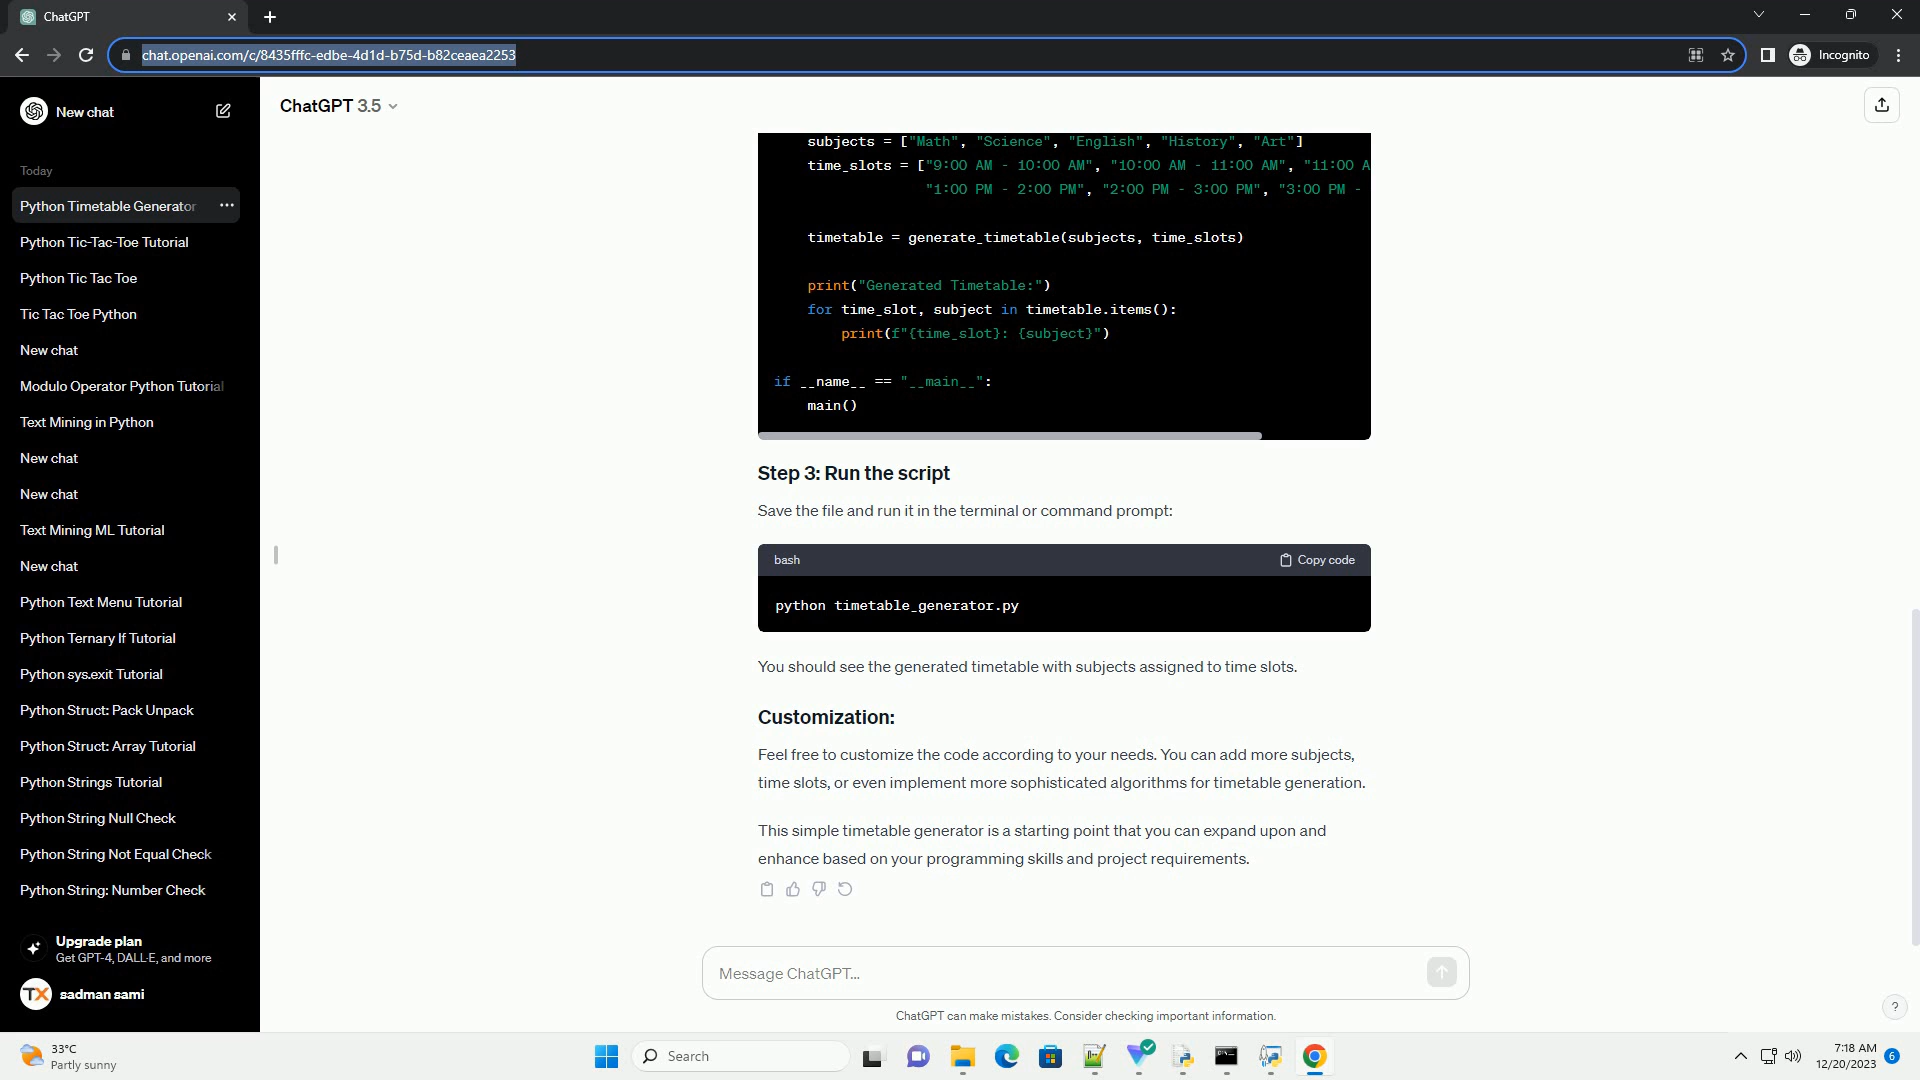 ChatGPT
chat.openai.com/c/8435fffc-edbe-4d1d-b75d-b82ceaea2253
Incognito
New chat
Today
Python Timetable Generator
Python Tic-Tac-Toe Tutorial
Python Tic Tac Toe
Tic Tac Toe Python
New chat
Modulo Operator Python Tutorial
Text Mining in Python
New chat
New chat
Text Mining ML Tutorial
New chat
Python Text Menu Tutorial
Python Ternary If Tutorial
Python sys.exit Tutorial
Python Struct: Pack Unpack
Python Struct: Array Tutorial
Python Strings Tutorial
Python String Null Check
Python String Not Equal Check
Python String: Number Check
Upgrade plan
Get GPT-4, DALL·E, and more
TX sadman sami
ChatGPT 3.5
subjects = ["Math", "Science", "English", "History", "Art"]
time_slots = ["9:00 AM - 10:00 AM", "10:00 AM - 11:00 AM", "11:00 A
"1:00 PM - 2:00 PM", "2:00 PM - 3:00 PM", "3:00 PM -
timetable = generate_timetable(subjects, time_slots)
print("Generated Timetable:")
for time_slot, subject in timetable.items():
print(f"{time_slot}: {subject}")
if __name__ == "__main__":
main()
Step 3: Run the script
Save the file and run it in the terminal or command prompt:
bash Copy code
python timetable_generator.py
You should see the generated timetable with subjects assigned to time slots.
Customization:
Feel free to customize the code according to your needs. You can add more subjects,
time slots, or even implement more sophisticated algorithms for timetable generation.
This simple timetable generator is a starting point that you can expand upon and
enhance based on your programming skills and project requirements.
Message ChatGPT...
ChatGPT can make mistakes. Consider checking important information.
?
33°C
Partly sunny
Search
7:18 AM
12/20/2023
6